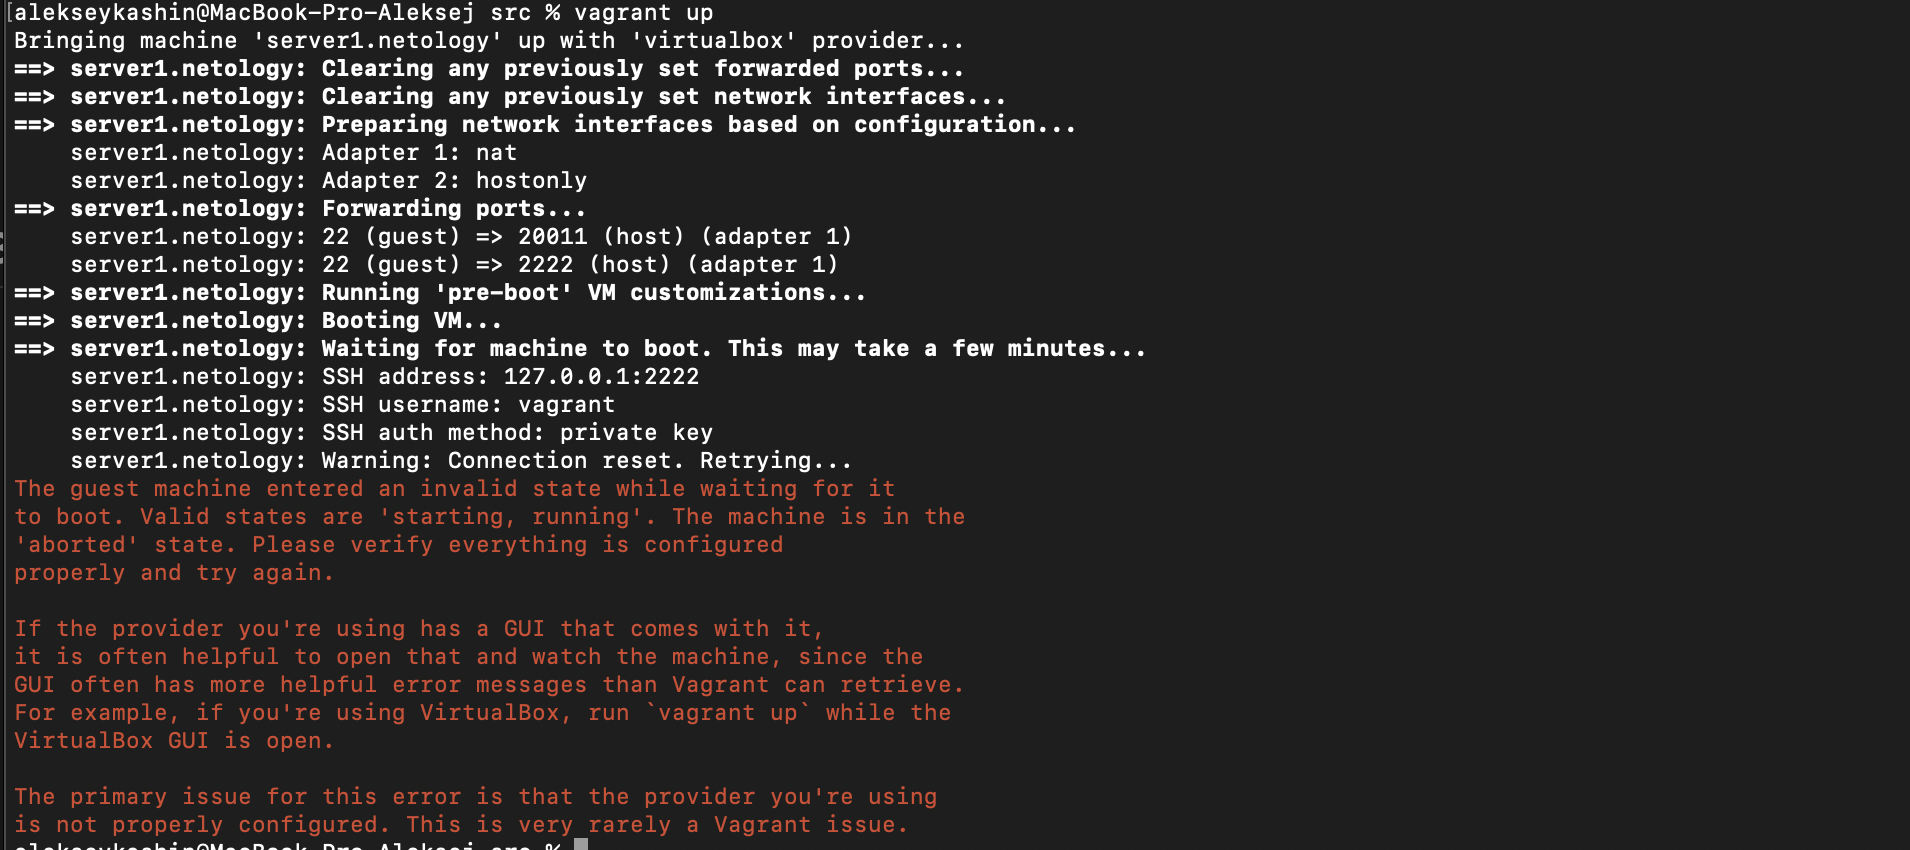 [alekseykashin@MacBook-Pro-Aleksej src % vagrant up
Bringing machine 'server1.netology' up with 'virtualbox' provider...
==> server1.netology: Clearing any previously set forwarded ports...
==> server1.netology: Clearing any previously set network interfaces...
==> server1.netology: Preparing network interfaces based on configuration...
    server1.netology: Adapter 1: nat
    server1.netology: Adapter 2: hostonly
==> server1.netology: Forwarding ports...
    server1.netology: 22 (guest) => 20011 (host) (adapter 1)
    server1.netology: 22 (guest) => 2222 (host) (adapter 1)
==> server1.netology: Running 'pre-boot' VM customizations...
==> server1.netology: Booting VM...
==> server1.netology: Waiting for machine to boot. This may take a few minutes...
    server1.netology: SSH address: 127.0.0.1:2222
    server1.netology: SSH username: vagrant
    server1.netology: SSH auth method: private key
    server1.netology: Warning: Connection reset. Retrying...
The guest machine entered an invalid state while waiting for it
to boot. Valid states are 'starting, running'. The machine is in the
'aborted' state. Please verify everything is configured
properly and try again.

If the provider you're using has a GUI that comes with it,
it is often helpful to open that and watch the machine, since the
GUI often has more helpful error messages than Vagrant can retrieve.
For example, if you're using VirtualBox, run `vagrant up` while the
VirtualBox GUI is open.

The primary issue for this error is that the provider you're using
is not properly configured. This is very rarely a Vagrant issue.
alekseykashin@MacBook-Pro-Aleksej src %